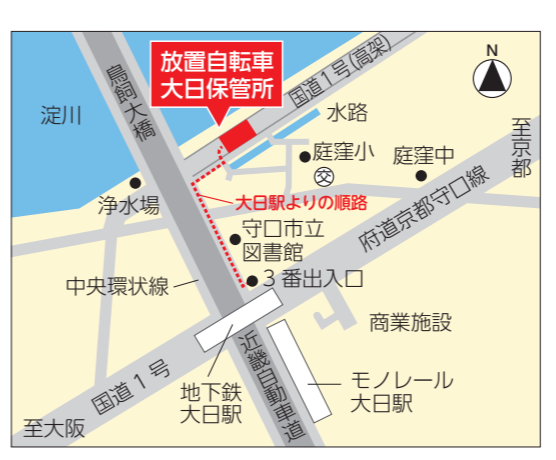 放置自転車
大日保管所
国道1号(高架)
N
鳥飼大橋
淀川
水路
至京都
庭窪小
庭窪中
交
浄水場
大日駅よりの順路
府道京都守口線
守口市立
図書館
中央環状線
3番出入口
商業施設
国道1号
地下鉄
大日駅
近畿自動車道
モノレール
大日駅
至大阪